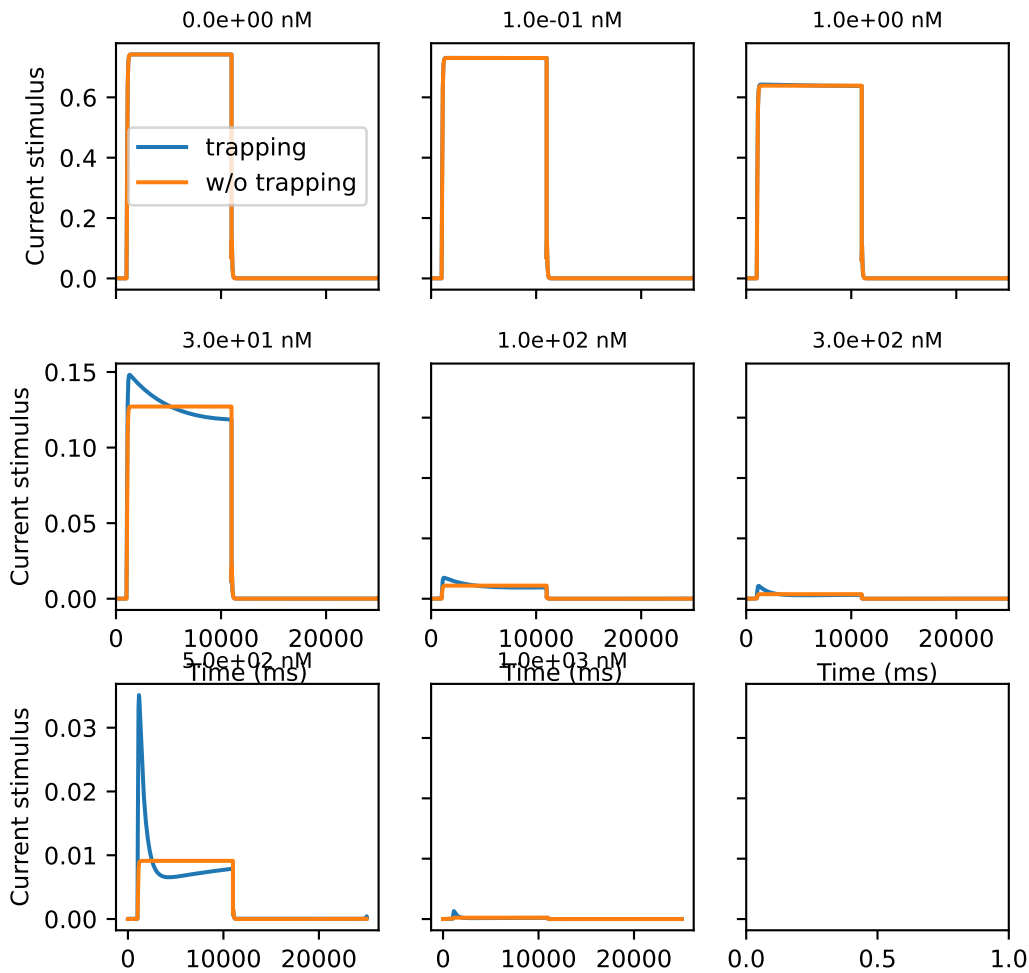 0.0e+00 nM 1.0e-01 nM 1.0e+00 nM
Current stimulus
0.6
0.4
0.2
0.0
trapping
w/o trapping
0 10000 20000
3.0e+01 nM 1.0e+02 nM 3.0e+02 nM
Current stimulus
0.15
0.10
0.05
0.00
0 10000 20000 0 10000 20000 0 10000 20000
Time (ms) Time (ms) Time (ms)
5.0e+02 nM 1.0e+03 nM
Current stimulus
0.03
0.02
0.01
0.00
0 10000 20000 0 10000 20000 0.0 0.5 1.0